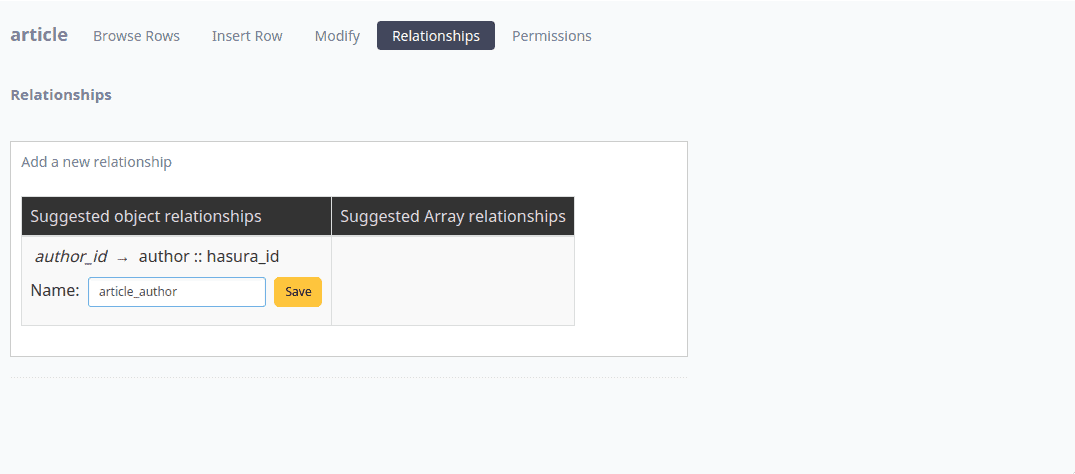 article Browse Rows Insert Row Modify Relationships Permissions
Relationships
Add a new relationship
Suggested object relationships Suggested Array relationships
author_id → author :: hasura_id
Name: article_author Save